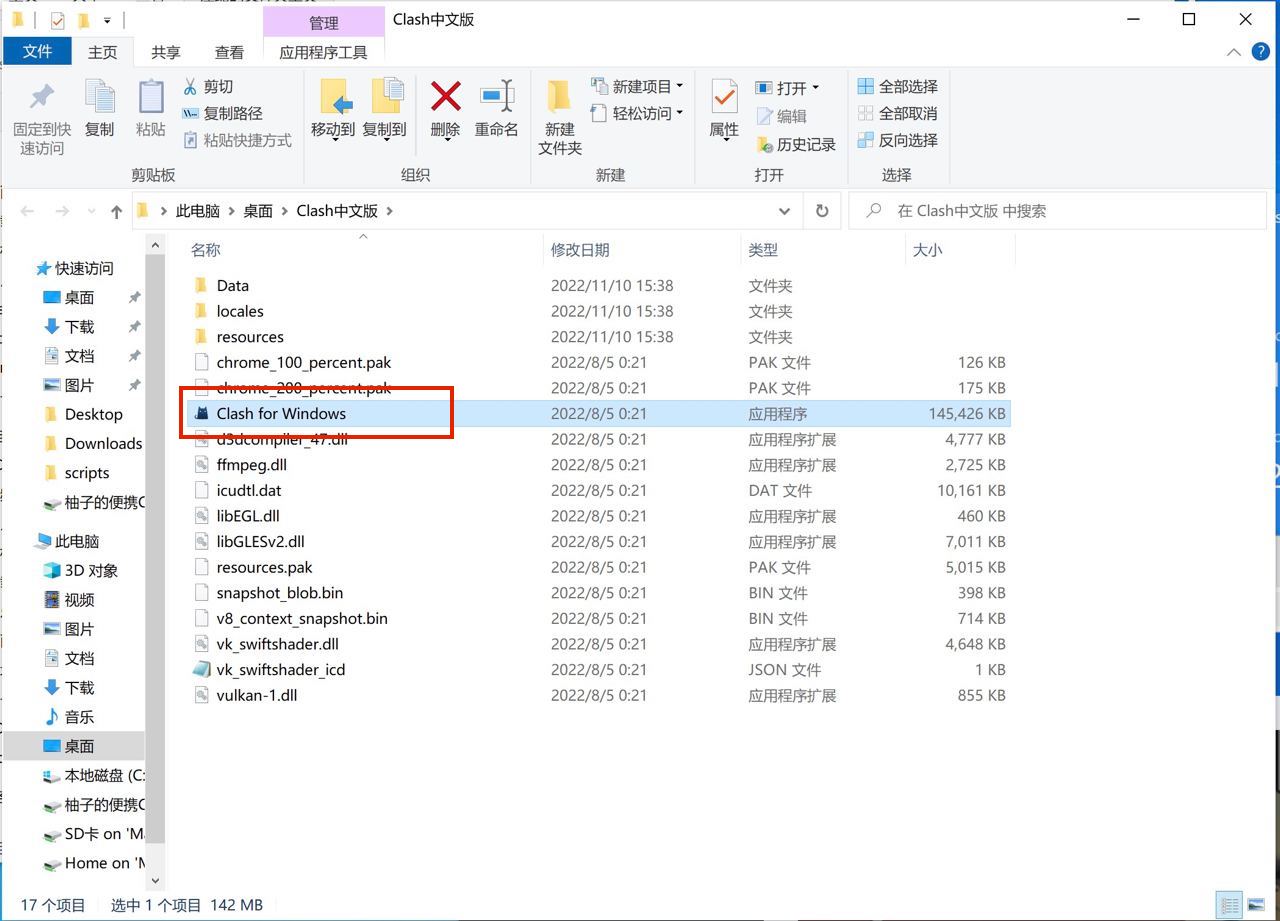 管理
Clash中文版
文件
主页
共享
查看
应用程序工具
固定到快
速访问
复制
粘贴
剪切
复制路径
粘贴快捷方式
剪贴板
移动到
复制到
删除
重命名
组织
新建
文件夹
新建项目
轻松访问
新建
属性
打开
编辑
历史记录
打开
全部选择
全部取消
反向选择
选择
此电脑
桌面
Clash中文版
在 Clash中文版 中搜索
名称 修改日期 类型 大小
Data 2022/11/10 15:38 文件夹
locales 2022/11/10 15:38 文件夹
resources 2022/11/10 15:38 文件夹
chrome_100_percent.pak 2022/8/5 0:21 PAK 文件 126 KB
chrome_200_percent.pak 2022/8/5 0:21 PAK 文件 175 KB
Clash for Windows 2022/8/5 0:21 应用程序 145,426 KB
d3dcompiler_47.dll 2022/8/5 0:21 应用程序扩展 4,777 KB
ffmpeg.dll 2022/8/5 0:21 应用程序扩展 2,725 KB
icudtl.dat 2022/8/5 0:21 DAT 文件 10,161 KB
libEGL.dll 2022/8/5 0:21 应用程序扩展 460 KB
libGLESv2.dll 2022/8/5 0:21 应用程序扩展 7,011 KB
resources.pak 2022/8/5 0:21 PAK 文件 5,015 KB
snapshot_blob.bin 2022/8/5 0:21 BIN 文件 398 KB
v8_context_snapshot.bin 2022/8/5 0:21 BIN 文件 714 KB
vk_swiftshader.dll 2022/8/5 0:21 应用程序扩展 4,648 KB
vk_swiftshader_icd 2022/8/5 0:21 JSON 文件 1 KB
vulkan-1.dll 2022/8/5 0:21 应用程序扩展 855 KB
快速访问
桌面
下载
文档
图片
Desktop
Downloads
scripts
柚子的便携C
此电脑
3D 对象
视频
图片
文档
下载
音乐
桌面
本地磁盘 (C:
柚子的便携C
SD卡 on 'Ma
Home on 'M
17 个项目 选中 1 个项目 142 MB